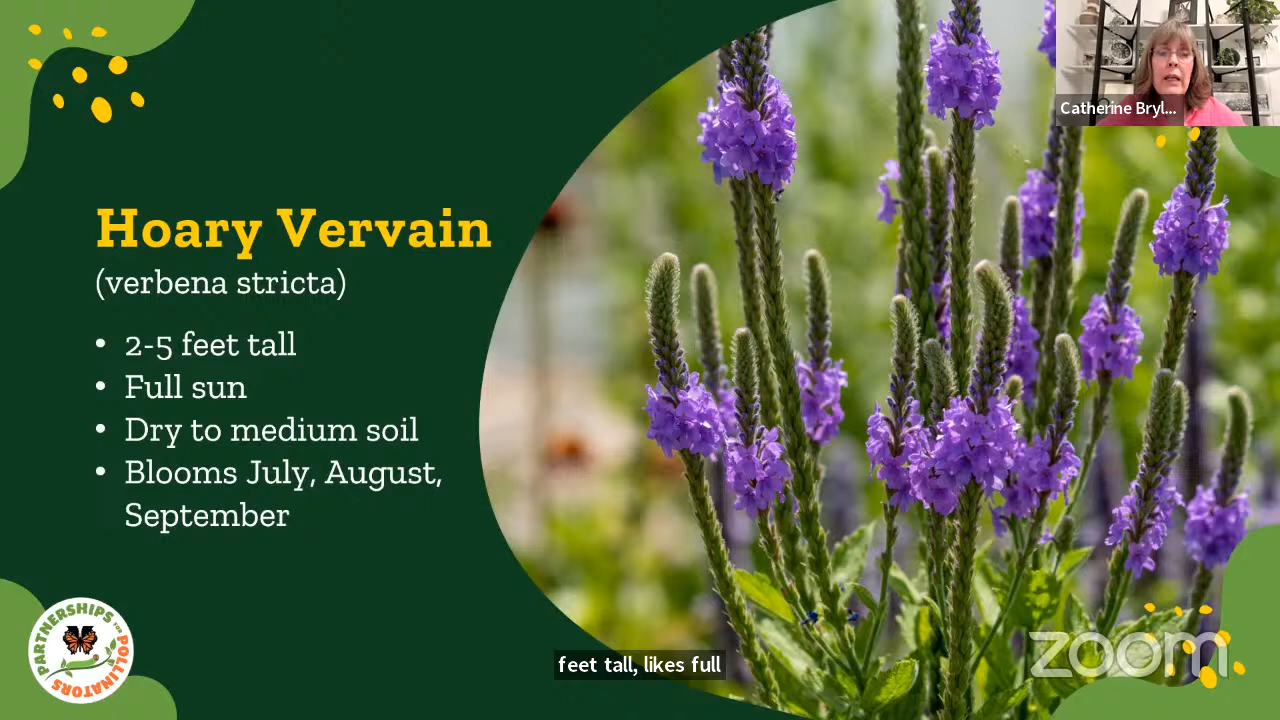 Catherine Bryl...
Hoary Vervain
(verbena stricta)
• 2-5 feet tall
• Full sun
• Dry to medium soil
• Blooms July, August,
September
PARTNERSHIPS FOR POLLINATORS
feet tall, likes full
zoom